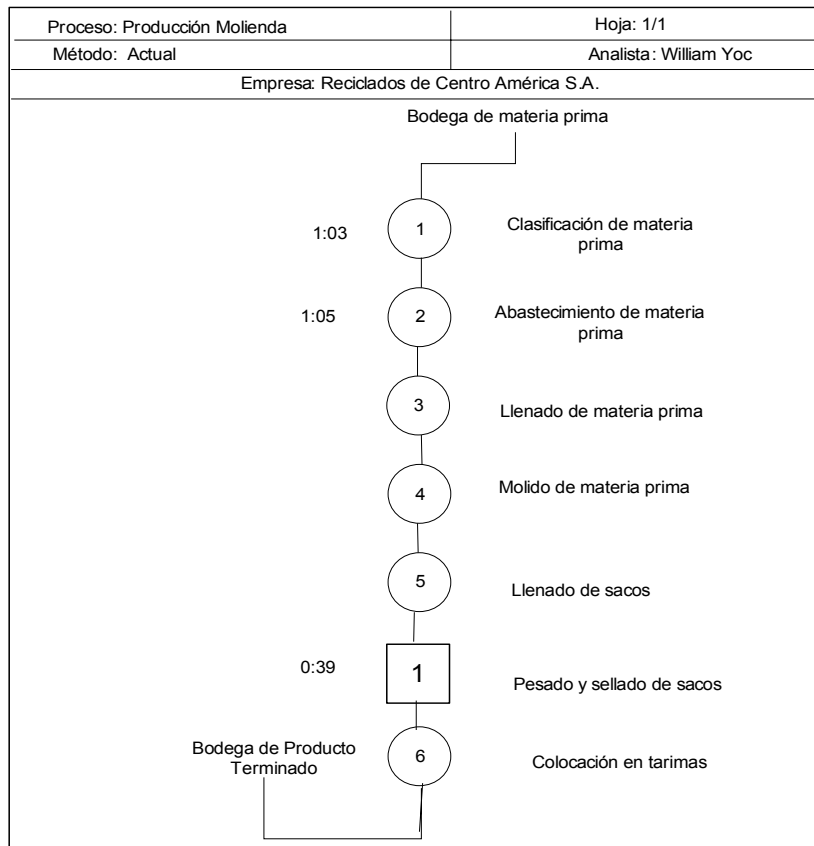 Proceso: Producción Molienda
Hoja: 1/1
Método: Actual
Analista: William Yoc
Empresa: Reciclados de Centro América S.A.
Bodega de materia prima
1:03
1
Clasificación de materia
prima
1:05
2
Abastecimiento de materia
prima
3
Llenado de materia prima
4
Molido de materia prima
5
Llenado de sacos
0:39
1
Pesado y sellado de sacos
Bodega de Producto
Terminado
6
Colocación en tarimas